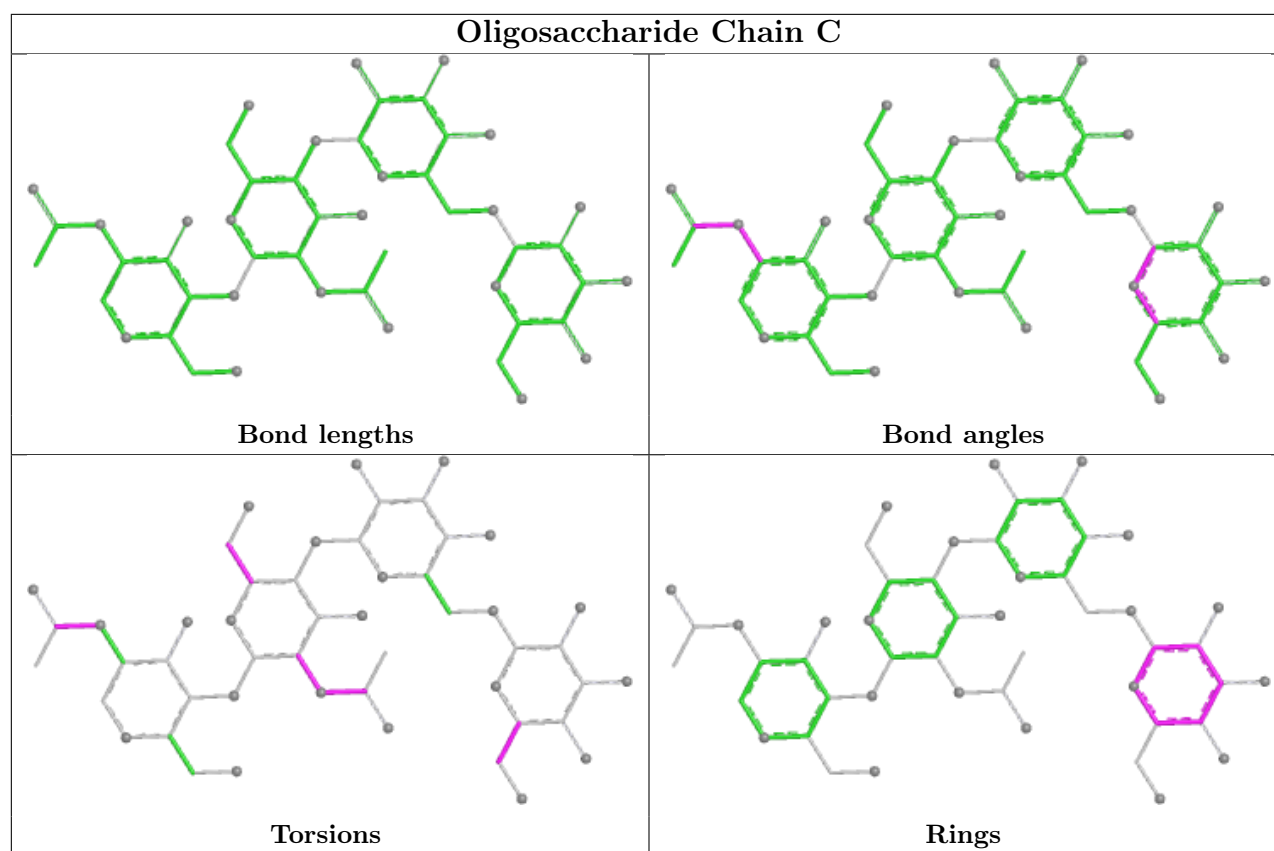 Oligosaccharide Chain C
Bond lengths
Bond angles
Torsions
Rings